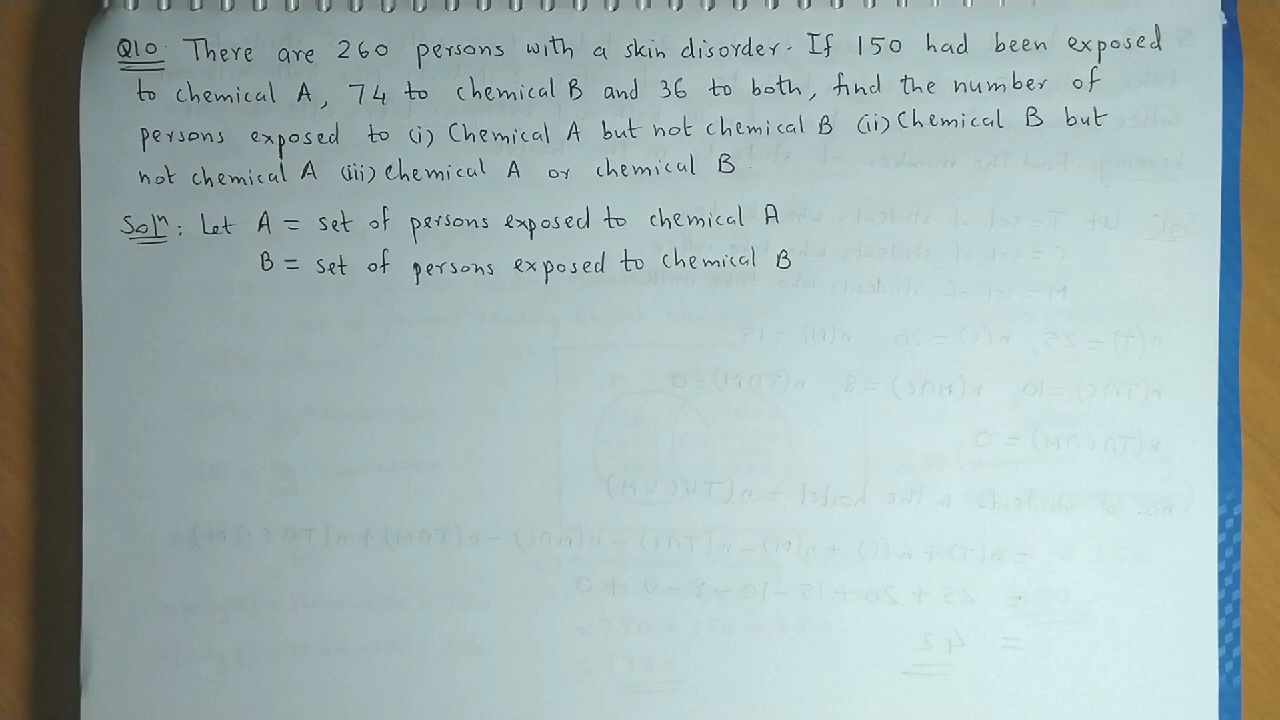 Q10. There are 260 persons with a skin disorder. If 150 had been exposed
to chemical A, 74 to chemical B and 36 to both, find the number of
persons exposed to (i) Chemical A but not chemical B (ii) Chemical B but
not chemical A (iii) Chemical A or chemical B.
Solⁿ: Let A = set of persons exposed to chemical A
B = set of persons exposed to chemical B